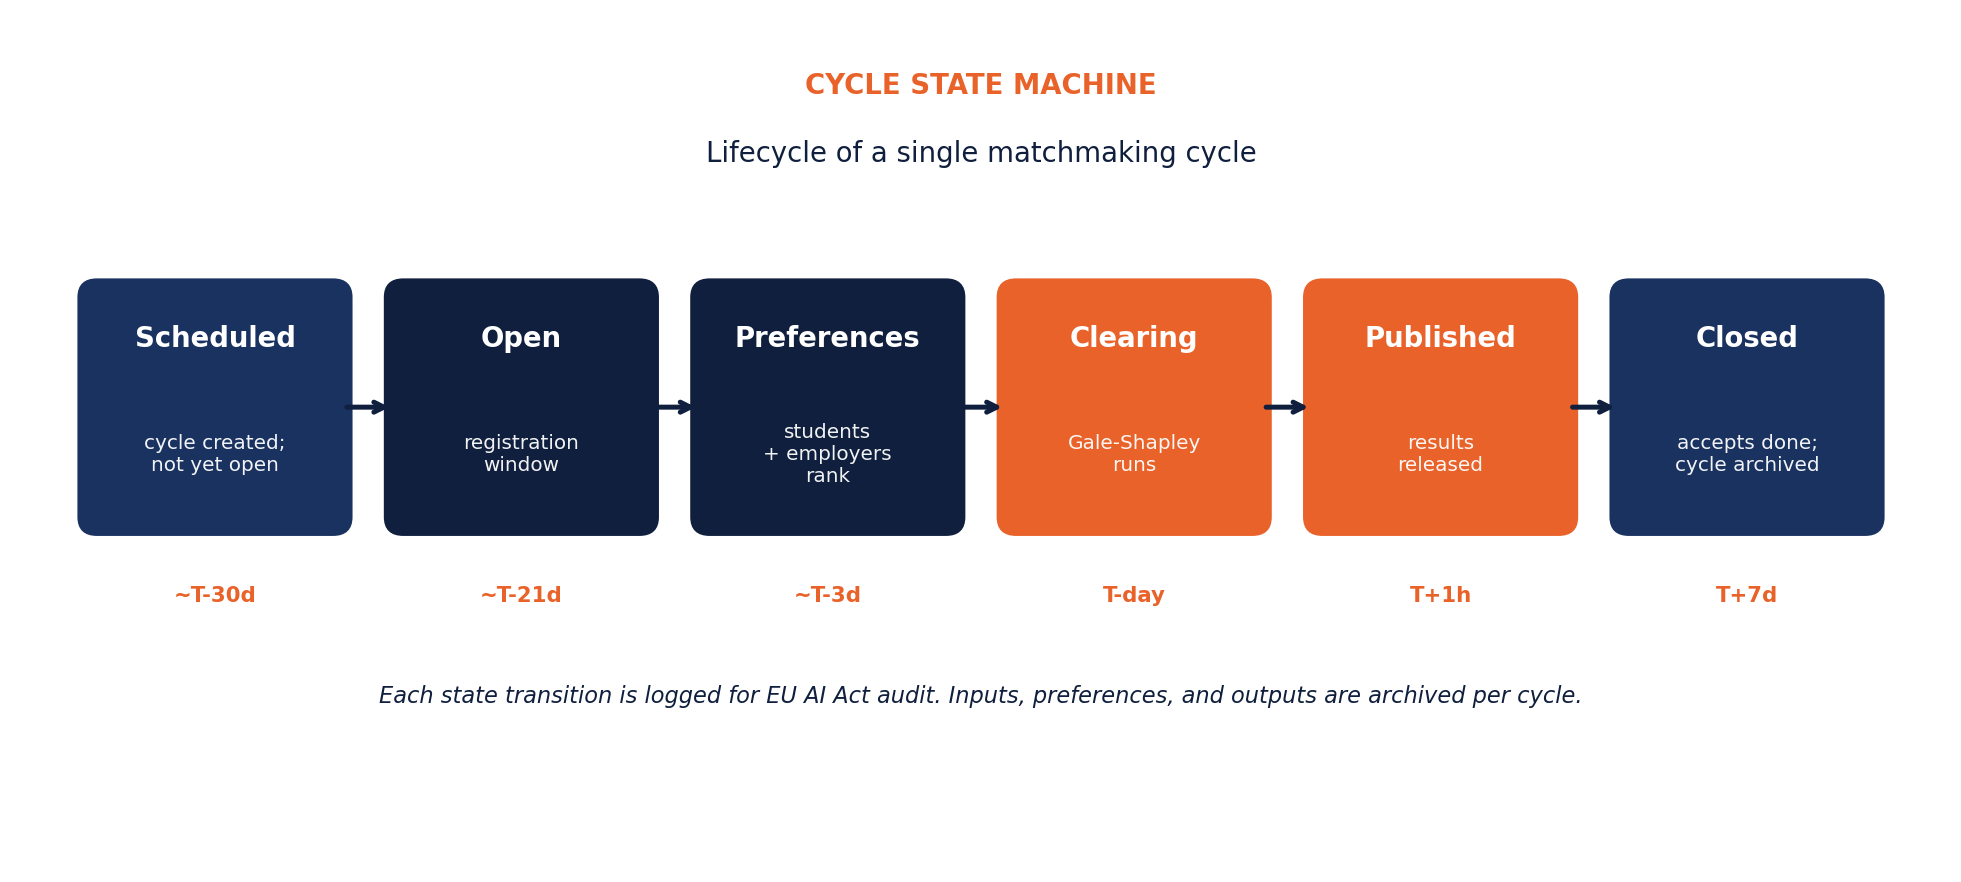 CYCLE STATE MACHINE
Lifecycle of a single matchmaking cycle
Scheduled
cycle created;
not yet open
~T-30d
Open
registration
window
~T-21d
Preferences
students
+ employers
rank
~T-3d
Clearing
Gale-Shapley
runs
T-day
Published
results
released
T+1h
Closed
accepts done;
cycle archived
T+7d
Each state transition is logged for EU AI Act audit. Inputs, preferences, and outputs are archived per cycle.